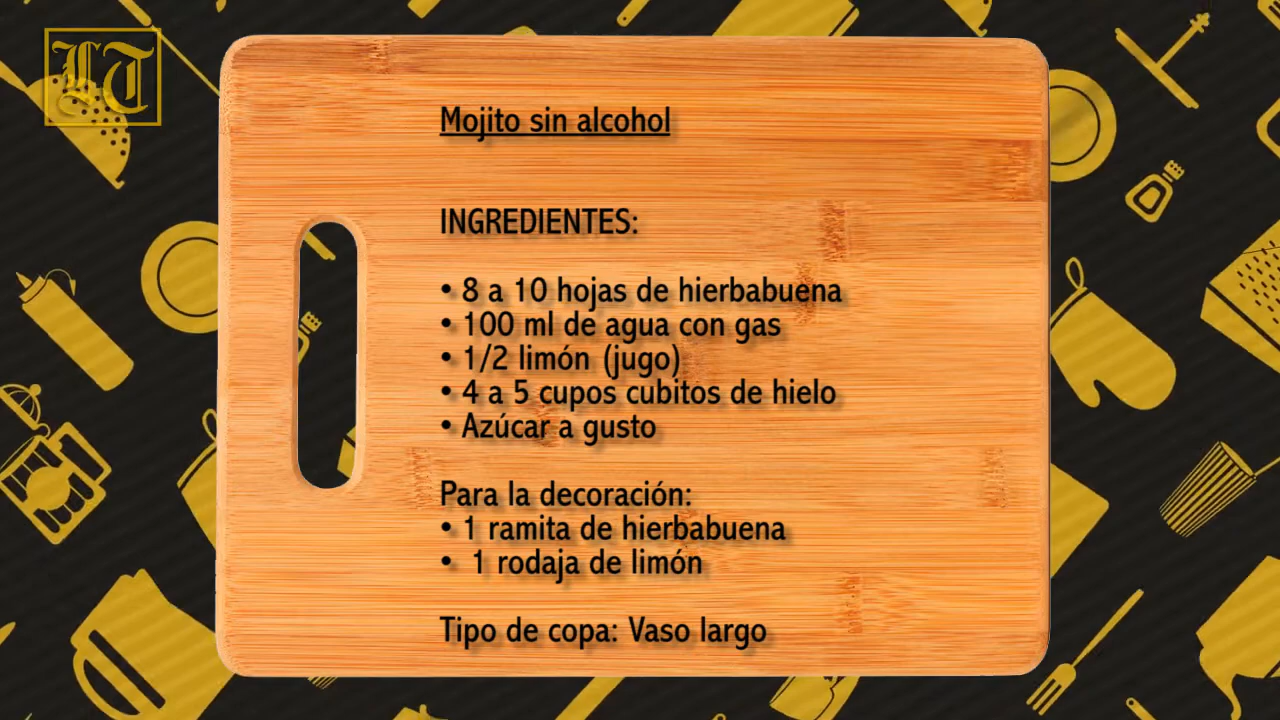 LT
Mojito sin alcohol
INGREDIENTES:
• 8 a 10 hojas de hierbabuena
• 100 ml de agua con gas
• 1/2 limón (jugo)
• 4 a 5 cupos cubitos de hielo
• Azúcar a gusto
Para la decoración:
• 1 ramita de hierbabuena
• 1 rodaja de limón
Tipo de copa: Vaso largo